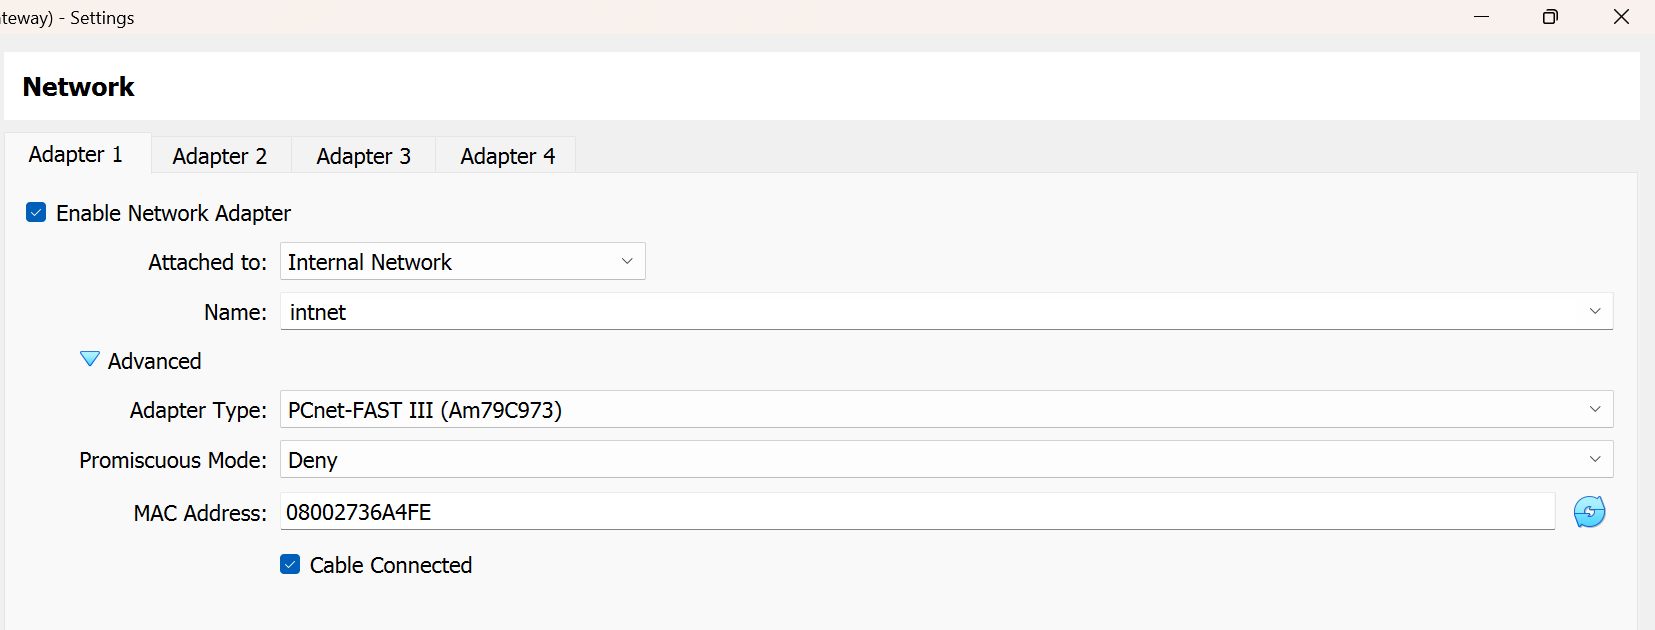 teway) - Settings
Network
Adapter 1 Adapter 2 Adapter 3 Adapter 4
Enable Network Adapter
Attached to: Internal Network
Name: intnet
Advanced
Adapter Type: PCnet-FAST III (Am79C973)
Promiscuous Mode: Deny
MAC Address: 08002736A4FE
Cable Connected